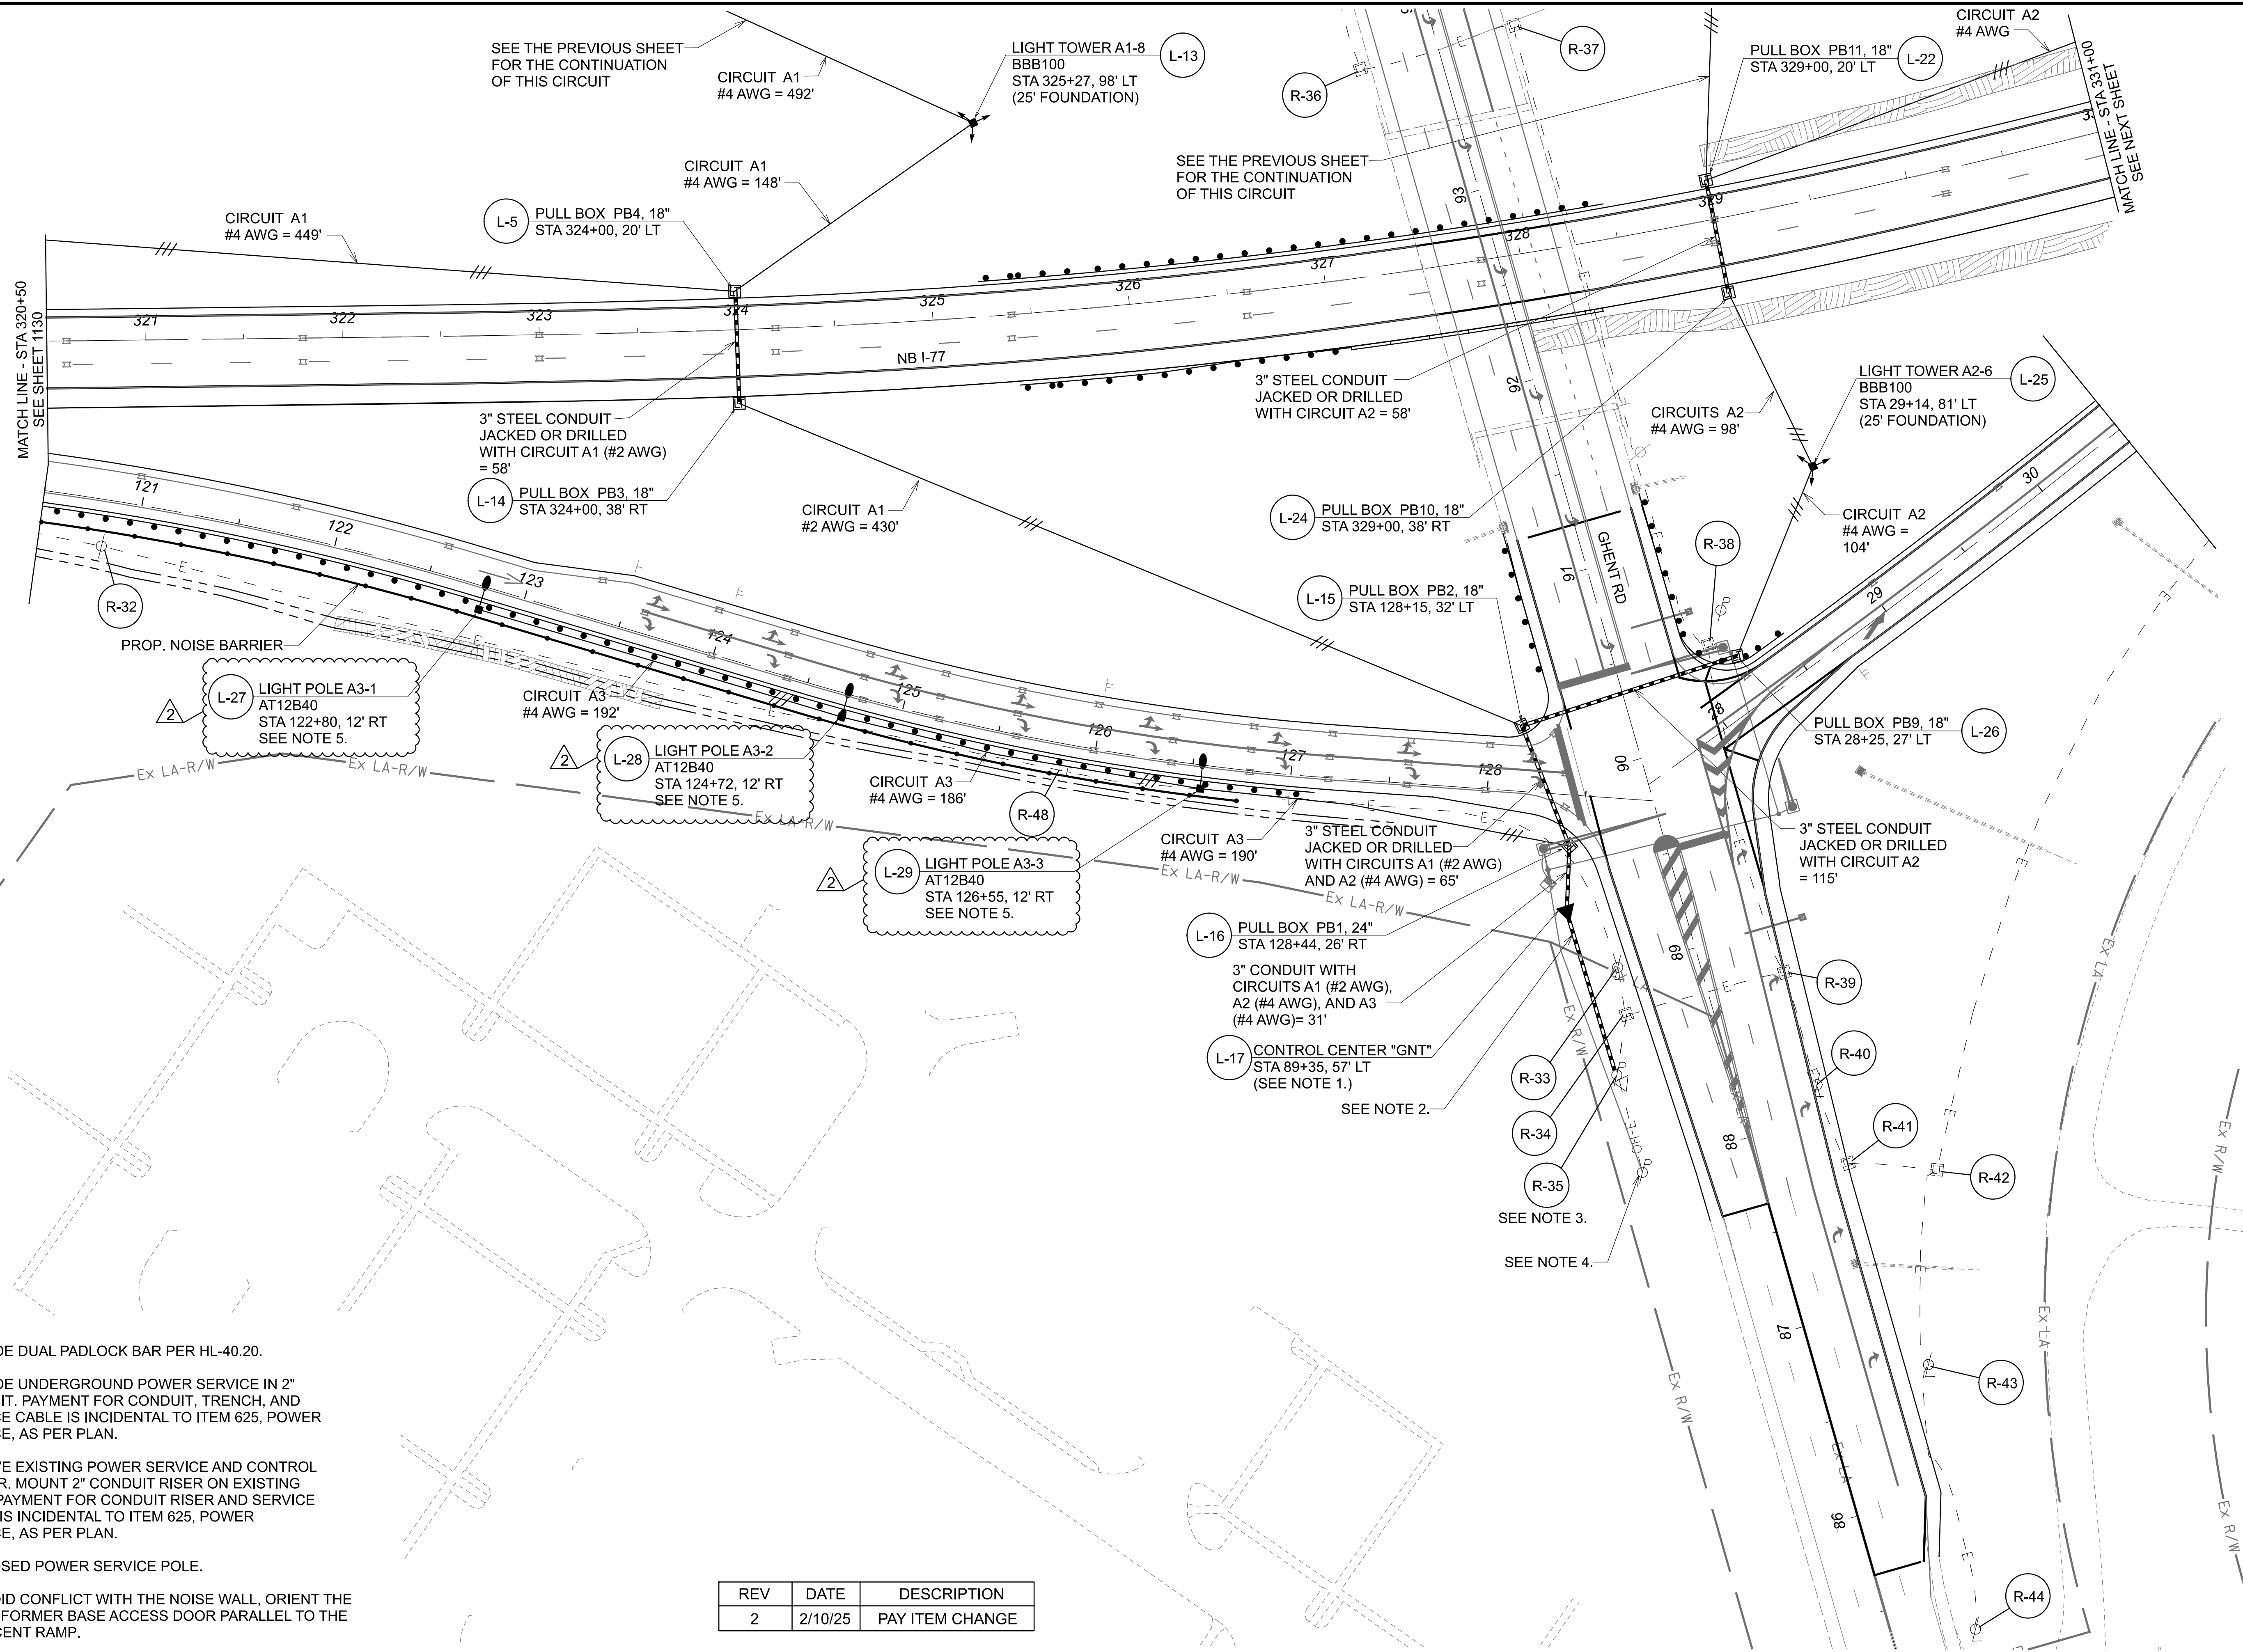 SEE THE PREVIOUS SHEET
FOR THE CONTINUATION
OF THIS CIRCUIT
CIRCUIT A1
#4 AWG = 492'
LIGHT TOWER A1-8
BBB100
STA 325+27, 98' LT
(25' FOUNDATION)
L-13
R-36
R-37
SEE THE PREVIOUS SHEET
FOR THE CONTINUATION
OF THIS CIRCUIT
PULL BOX PB11, 18"
STA 329+00, 20' LT
L-22
CIRCUIT A2
#4 AWG
MATCH LINE - STA 331+00
SEE NEXT SHEET
CIRCUIT A1
#4 AWG = 148'
L-5
PULL BOX PB4, 18"
STA 324+00, 20' LT
CIRCUIT A1
#4 AWG = 449'
MATCH LINE - STA 320+50
SEE SHEET 1130
321
322
323
324
325
326
327
328
329
NB I-77
93
92
91
90
89
88
87
86
GHENT RD
3" STEEL CONDUIT
JACKED OR DRILLED
WITH CIRCUIT A1 (#2 AWG)
= 58'
L-14
PULL BOX PB3, 18"
STA 324+00, 38' RT
CIRCUIT A1
#2 AWG = 430'
3" STEEL CONDUIT
JACKED OR DRILLED
WITH CIRCUIT A2 = 58'
L-24
PULL BOX PB10, 18"
STA 329+00, 38' RT
CIRCUITS A2
#4 AWG = 98'
LIGHT TOWER A2-6
BBB100
STA 29+14, 81' LT
(25' FOUNDATION)
L-25
CIRCUIT A2
#4 AWG =
104'
R-38
L-15
PULL BOX PB2, 18"
STA 128+15, 32' LT
30
29
28
PULL BOX PB9, 18"
STA 28+25, 27' LT
L-26
121
122
123
124
125
126
127
128
R-32
PROP. NOISE BARRIER
2
L-27
LIGHT POLE A3-1
AT12B40
STA 122+80, 12' RT
SEE NOTE 5.
CIRCUIT A3
#4 AWG = 192'
2
L-28
LIGHT POLE A3-2
AT12B40
STA 124+72, 12' RT
SEE NOTE 5.
CIRCUIT A3
#4 AWG = 186'
R-48
2
L-29
LIGHT POLE A3-3
AT12B40
STA 126+55, 12' RT
SEE NOTE 5.
CIRCUIT A3
#4 AWG = 190'
3" STEEL CONDUIT
JACKED OR DRILLED
WITH CIRCUITS A1 (#2 AWG)
AND A2 (#4 AWG) = 65'
3" STEEL CONDUIT
JACKED OR DRILLED
WITH CIRCUIT A2
= 115'
Ex LA-R/W
Ex LA-R/W
Ex LA-R/W
Ex LA-R/W
Ex LA-R/W
L-16
PULL BOX PB1, 24"
STA 128+44, 26' RT
3" CONDUIT WITH
CIRCUITS A1 (#2 AWG),
A2 (#4 AWG), AND A3
(#4 AWG)= 31'
L-17
CONTROL CENTER "GNT"
STA 89+35, 57' LT
(SEE NOTE 1.)
SEE NOTE 2.
R-33
R-34
R-35
SEE NOTE 3.
SEE NOTE 4.
R-39
R-40
R-41
R-42
R-43
R-44
Ex R/W
Ex R/W
Ex LA
Ex LA
Ex LA
Ex R/W
Ex R/W
OH-E
DE DUAL PADLOCK BAR PER HL-40.20.
DE UNDERGROUND POWER SERVICE IN 2"
IT. PAYMENT FOR CONDUIT, TRENCH, AND
CE CABLE IS INCIDENTAL TO ITEM 625, POWER
CE, AS PER PLAN.
VE EXISTING POWER SERVICE AND CONTROL
R. MOUNT 2" CONDUIT RISER ON EXISTING
PAYMENT FOR CONDUIT RISER AND SERVICE
IS INCIDENTAL TO ITEM 625, POWER
CE, AS PER PLAN.
OSED POWER SERVICE POLE.
OID CONFLICT WITH THE NOISE WALL, ORIENT THE
FORMER BASE ACCESS DOOR PARALLEL TO THE
CENT RAMP.
REV DATE DESCRIPTION
2 2/10/25 PAY ITEM CHANGE